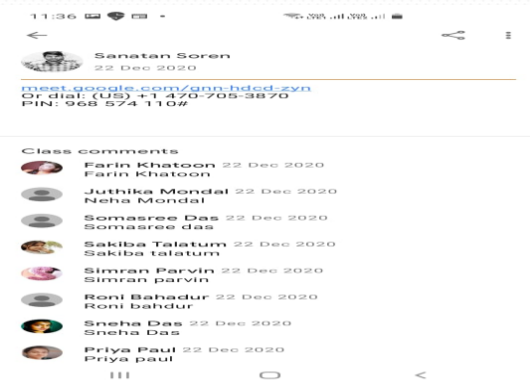 11:36
Sanatan Soren
22 Dec 2020
meet.google.com/gnn-hdcd-zyn
Or dial: (US) +1 470-705-3870
PIN: 968 574 110#
Class comments
Farin Khatoon 22 Dec 2020
Farin Khatoon
Juthika Mondal 22 Dec 2020
Neha Mondal
Somasree Das 22 Dec 2020
Somasree das
Sakiba Talatum 22 Dec 2020
Sakiba talatum
Simran Parvin 22 Dec 2020
Simran parvin
Roni Bahadur 22 Dec 2020
Roni bahdur
Sneha Das 22 Dec 2020
Sneha Das
Priya Paul 22 Dec 2020
Priya paul